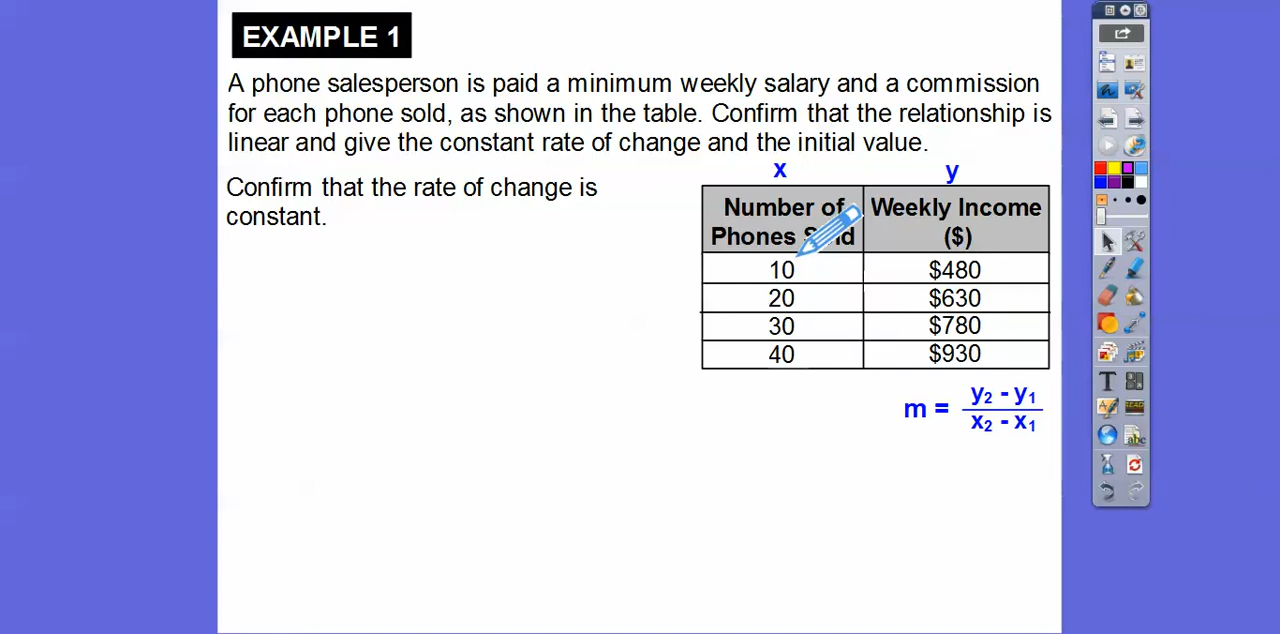 EXAMPLE 1
A phone salesperson is paid a minimum weekly salary and a commission
for each phone sold, as shown in the table. Confirm that the relationship is
linear and give the constant rate of change and the initial value.
Confirm that the rate of change is
constant.
x y
Number of Weekly Income
Phones Sold ($)
10 $480
20 $630
30 $780
40 $930
m = y₂ - y₁
x₂ - x₁
T
abc